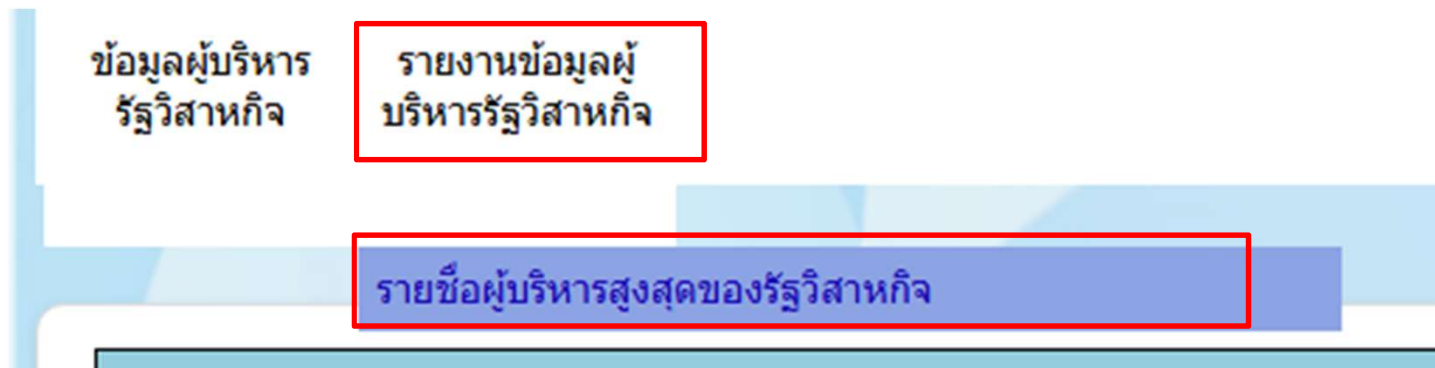 ข้อมูลผู้บริหาร
รัฐวิสาหกิจ
รายงานข้อมูลผู้
บริหารรัฐวิสาหกิจ
รายชื่อผู้บริหารสูงสุดของรัฐวิสาหกิจ